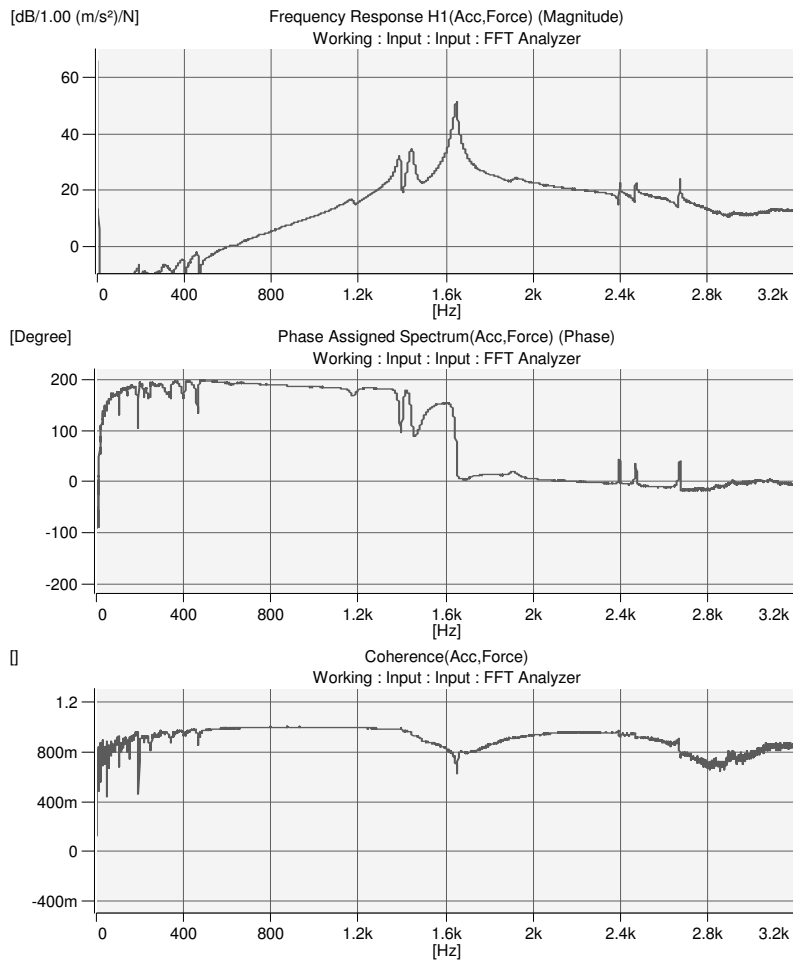 [dB/1.00 (m/s²)/N] Frequency Response H1(Acc,Force) (Magnitude)
Working : Input : Input : FFT Analyzer
60
40
20
0
0 400 800 1.2k 1.6k 2k 2.4k 2.8k 3.2k
[Hz]
[Degree] Phase Assigned Spectrum(Acc,Force) (Phase)
Working : Input : Input : FFT Analyzer
200
100
0
-100
-200
0 400 800 1.2k 1.6k 2k 2.4k 2.8k 3.2k
[Hz]
[] Coherence(Acc,Force)
Working : Input : Input : FFT Analyzer
1.2
800m
400m
0
-400m
0 400 800 1.2k 1.6k 2k 2.4k 2.8k 3.2k
[Hz]